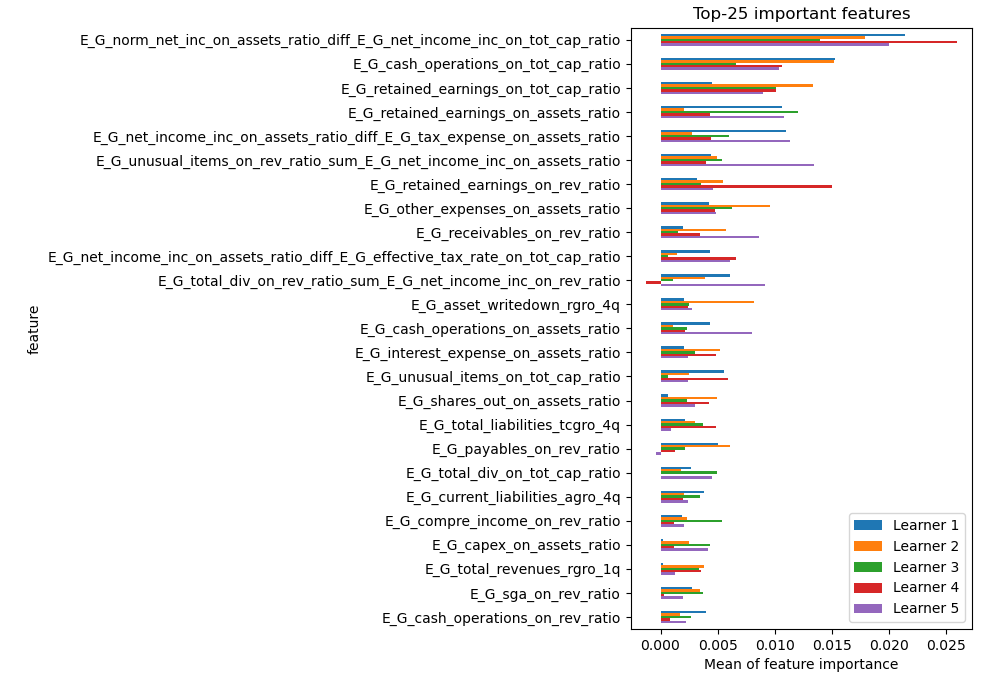 Top-25 important features
E_G_norm_net_inc_on_assets_ratio_diff_E_G_net_income_inc_on_tot_cap_ratio
E_G_cash_operations_on_tot_cap_ratio
E_G_retained_earnings_on_tot_cap_ratio
E_G_retained_earnings_on_assets_ratio
E_G_net_income_inc_on_assets_ratio_diff_E_G_tax_expense_on_assets_ratio
E_G_unusual_items_on_rev_ratio_sum_E_G_net_income_inc_on_assets_ratio
E_G_retained_earnings_on_rev_ratio
E_G_other_expenses_on_assets_ratio
E_G_receivables_on_rev_ratio
E_G_net_income_inc_on_assets_ratio_diff_E_G_effective_tax_rate_on_tot_cap_ratio
E_G_total_div_on_rev_ratio_sum_E_G_net_income_inc_on_rev_ratio
E_G_asset_writedown_rgro_4q
E_G_cash_operations_on_assets_ratio
E_G_interest_expense_on_assets_ratio
E_G_unusual_items_on_tot_cap_ratio
E_G_shares_out_on_assets_ratio
E_G_total_liabilities_tcgro_4q
E_G_payables_on_rev_ratio
E_G_total_div_on_tot_cap_ratio
E_G_current_liabilities_agro_4q
E_G_compre_income_on_rev_ratio
E_G_capex_on_assets_ratio
E_G_total_revenues_rgro_1q
E_G_sga_on_rev_ratio
E_G_cash_operations_on_rev_ratio
feature
Learner 1
Learner 2
Learner 3
Learner 4
Learner 5
0.000 0.005 0.010 0.015 0.020 0.025
Mean of feature importance